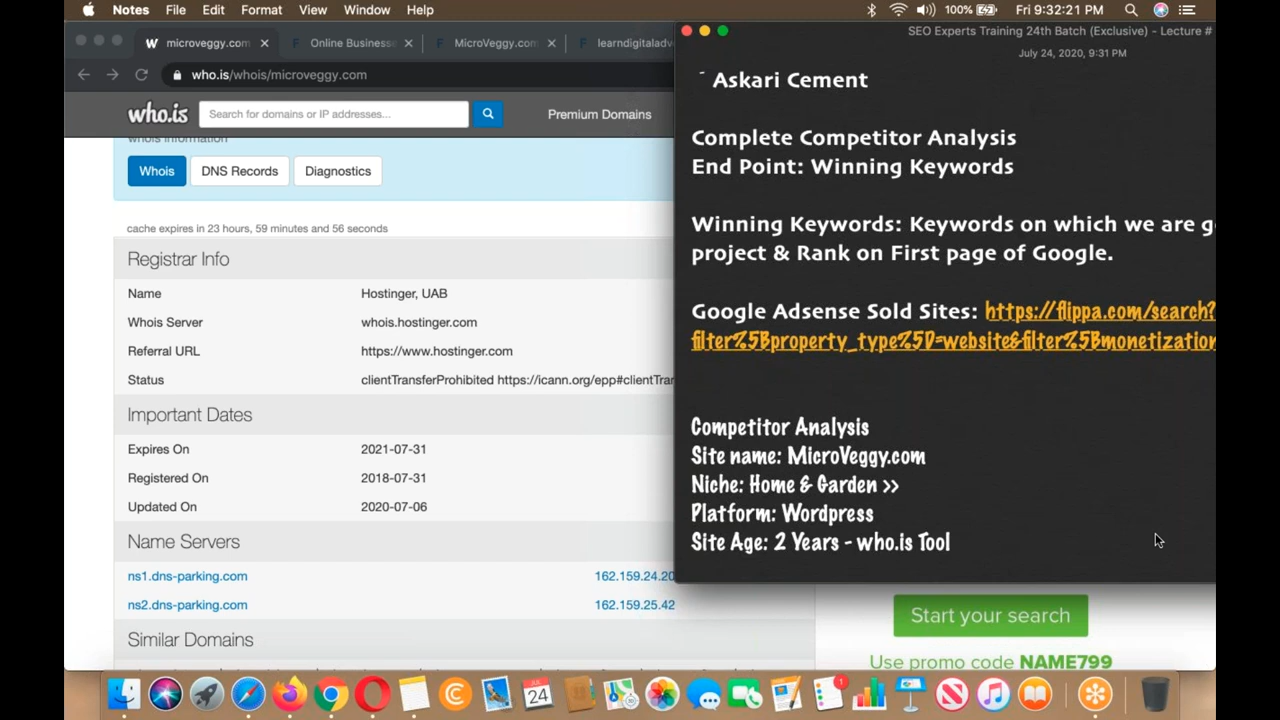 Notes File Edit Format View Window Help 100% Fri 9:32:21 PM
W microveggy.com × F Online Business × F MicroVeggy.com × F learndigitaladv
SEO Experts Training 24th Batch (Exclusive) - Lecture #
July 24, 2020, 9:31 PM
who.is/whois/microveggy.com
who.is Search for domains or IP addresses... Premium Domains
whois information
Whois DNS Records Diagnostics
cache expires in 23 hours, 59 minutes and 56 seconds
Registrar Info
Name Hostinger, UAB
Whois Server whois.hostinger.com
Referral URL https://www.hostinger.com
Status clientTransferProhibited https://icann.org/epp#clientTrar
Important Dates
Expires On 2021-07-31
Registered On 2018-07-31
Updated On 2020-07-06
Name Servers
ns1.dns-parking.com 162.159.24.20
ns2.dns-parking.com 162.159.25.42
Similar Domains
- Askari Cement
Complete Competitor Analysis
End Point: Winning Keywords
Winning Keywords: Keywords on which we are g
project & Rank on First page of Google.
Google Adsense Sold Sites: https://flippa.com/search?
filter%5Bproperty_type%5D=website&filter%5Bmonetization
Competitor Analysis
Site name: MicroVeggy.com
Niche: Home & Garden >>
Platform: Wordpress
Site Age: 2 Years - who.is Tool
Start your search
Use promo code NAME799
JUL
24
1